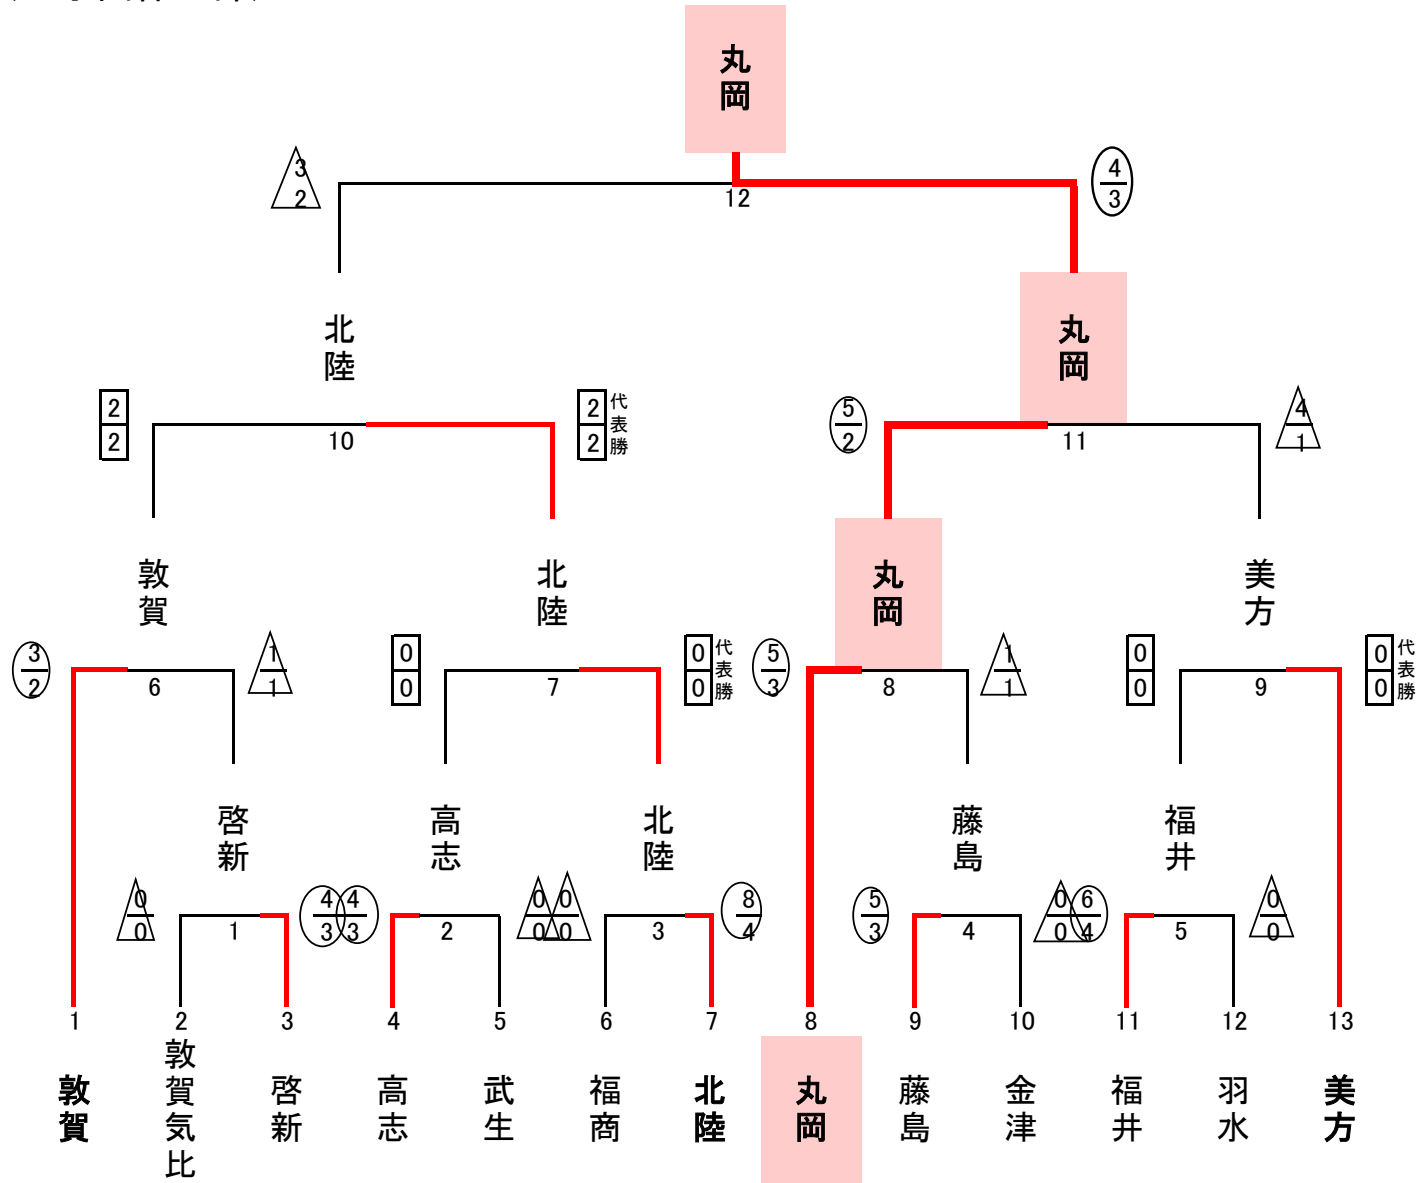 丸岡
3 4
2 12 3
北陸 丸岡
2 2 代表勝 5 4
2 10 2 2 11 1
敦賀 北陸 丸岡 美方
3 1 0 0 代表勝 5 1 0 0 代表勝
2 6 1 0 7 0 3 8 1 0 9 0
啓新 高志 北陸 藤島 福井
0 4 4 0 0 8 5 0 6 0
0 1 3 3 2 0 0 3 4 3 4 0 4 5 0
1 2 3 4 5 6 7 8 9 10 11 12 13
敦賀 敦賀気比 啓新 高志 武生 福商 北陸 丸岡 藤島 金津 福井 羽水 美方